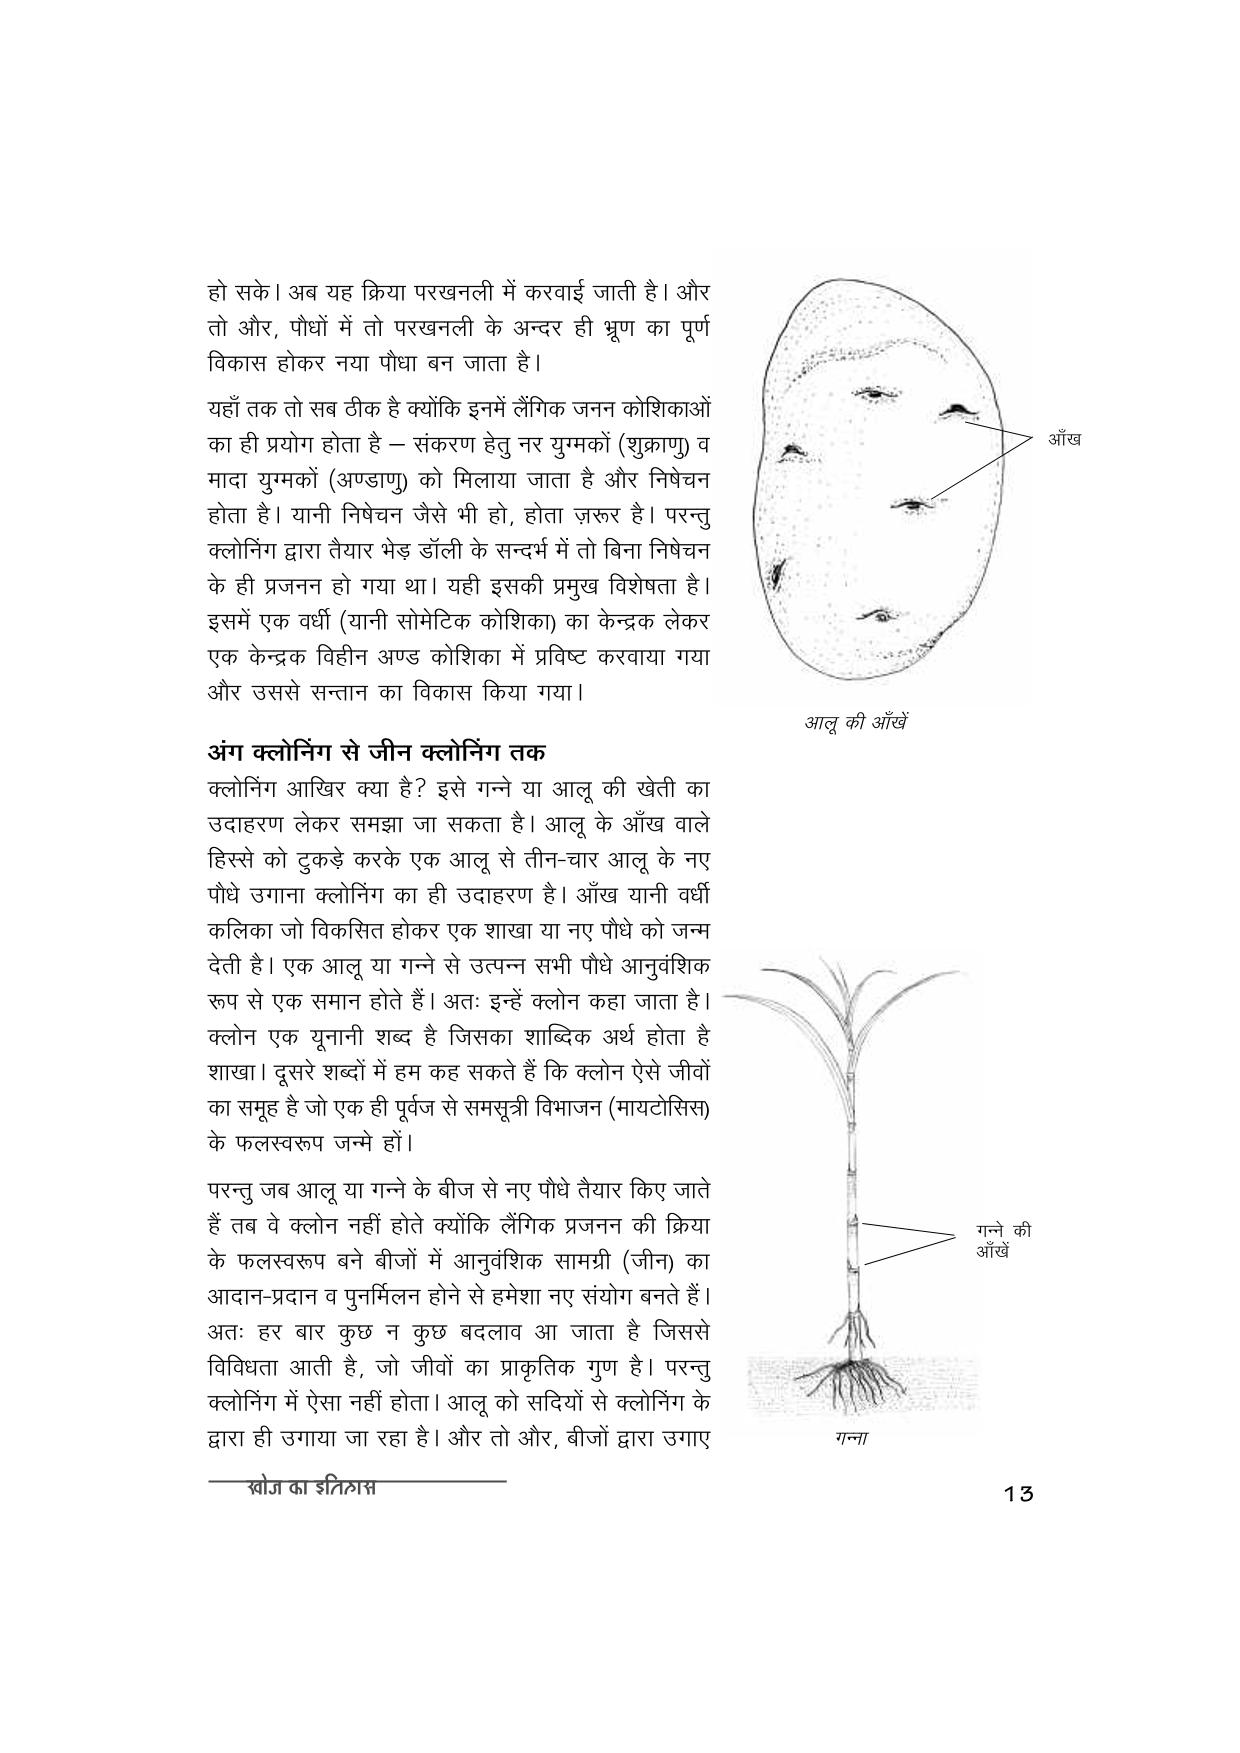 हो सके। अब यह क्रिया परखनली में करवाई जाती है। और
तो और, पौधों में तो परखनली के अन्दर ही भ्रूण का पूर्ण
विकास होकर नया पौधा बन जाता है।
यहाँ तक तो सब ठीक है क्योंकि इनमें लैंगिक जनन कोशिकाओं
का ही प्रयोग होता है – संकरण हेतु नर युग्मकों (शुक्राणु) व
मादा युग्मकों (अण्डाणु) को मिलाया जाता है और निषेचन
होता है। यानी निषेचन जैसे भी हो, होता ज़रूर है। परन्तु
क्लोनिंग द्वारा तैयार भेड़ डॉली के सन्दर्भ में तो बिना निषेचन
के ही प्रजनन हो गया था। यही इसकी प्रमुख विशेषता है।
इसमें एक वर्धी (यानी सोमेटिक कोशिका) का केन्द्रक लेकर
एक केन्द्रक विहीन अण्ड कोशिका में प्रविष्ट करवाया गया
और उससे सन्तान का विकास किया गया।
आँख
आलू की आँखें
अंग क्लोनिंग से जीन क्लोनिंग तक
क्लोनिंग आखिर क्या है? इसे गन्ने या आलू की खेती का
उदाहरण लेकर समझा जा सकता है। आलू के आँख वाले
हिस्से को टुकड़े करके एक आलू से तीन-चार आलू के नए
पौधे उगाना क्लोनिंग का ही उदाहरण है। आँख यानी वर्धी
कलिका जो विकसित होकर एक शाखा या नए पौधे को जन्म
देती है। एक आलू या गन्ने से उत्पन्न सभी पौधे आनुवंशिक
रूप से एक समान होते हैं। अतः इन्हें क्लोन कहा जाता है।
क्लोन एक यूनानी शब्द है जिसका शाब्दिक अर्थ होता है
शाखा। दूसरे शब्दों में हम कह सकते हैं कि क्लोन ऐसे जीवों
का समूह है जो एक ही पूर्वज से समसूत्री विभाजन (मायटोसिस)
के फलस्वरूप जन्मे हों।
परन्तु जब आलू या गन्ने के बीज से नए पौधे तैयार किए जाते
हैं तब वे क्लोन नहीं होते क्योंकि लैंगिक प्रजनन की क्रिया
के फलस्वरूप बने बीजों में आनुवंशिक सामग्री (जीन) का
आदान-प्रदान व पुनर्मिलन होने से हमेशा नए संयोग बनते हैं।
अतः हर बार कुछ न कुछ बदलाव आ जाता है जिससे
विविधता आती है, जो जीवों का प्राकृतिक गुण है। परन्तु
क्लोनिंग में ऐसा नहीं होता। आलू को सदियों से क्लोनिंग के
द्वारा ही उगाया जा रहा है। और तो और, बीजों द्वारा उगाए
गन्ने की
आँखें
गन्ना
खोज का इतिहास
13